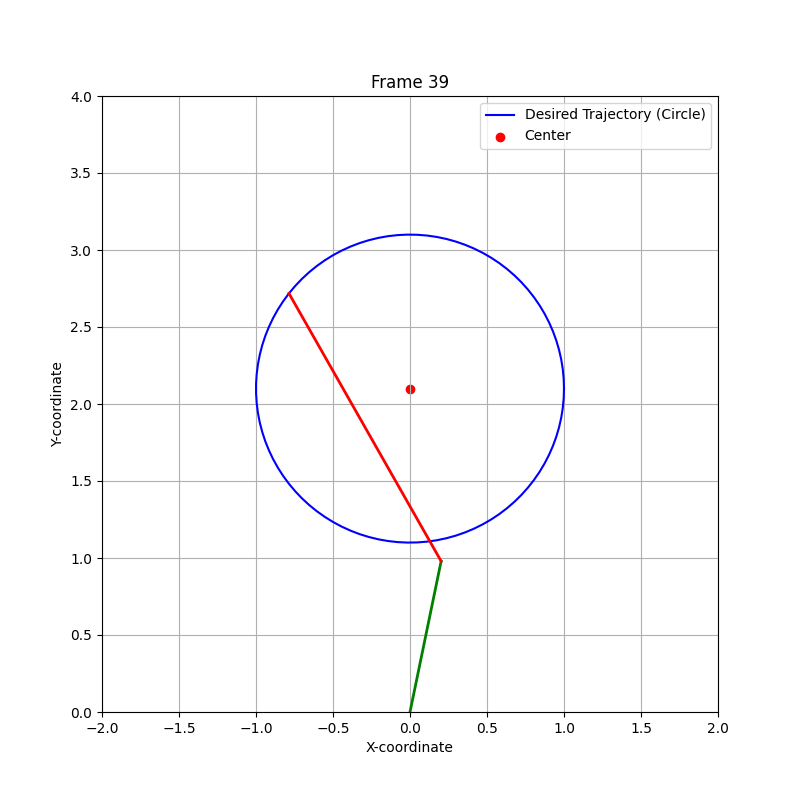 Frame 39
Desired Trajectory (Circle)
Center
Y-coordinate
4.0
3.5
3.0
2.5
2.0
1.5
1.0
0.5
0.0
−2.0 −1.5 −1.0 −0.5 0.0 0.5 1.0 1.5 2.0
X-coordinate